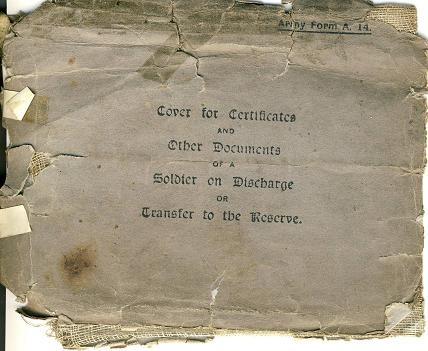 Army Form A. 14.
Cover for Certificates
AND
Other Documents
OF A
Soldier on Discharge
OR
Transfer to the Reserve.